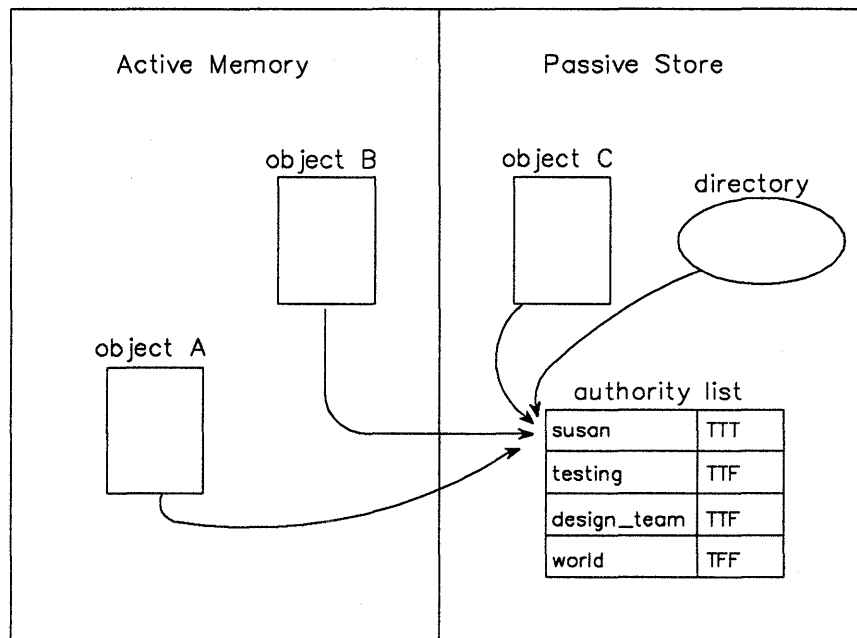 Active Memory
Passive Store
object B
object C
directory
object A
authority list
susan TTT
testing TTF
design_team TTF
world TFF